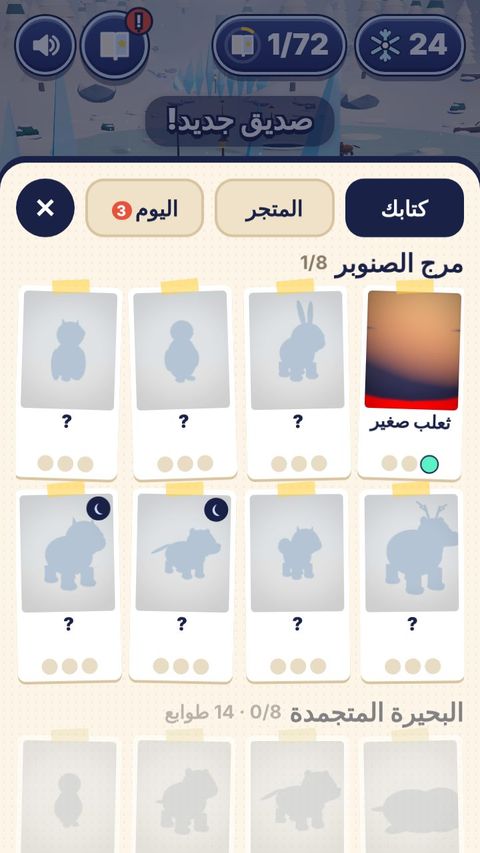 1/72
24
صديق جديد!
كتابك
المتجر
اليوم 3
مرج الصنوبر 1/8
ثعلب صغير
?
?
?
?
?
?
?
البحيرة المتجمدة 0/8 · 14 طوابع